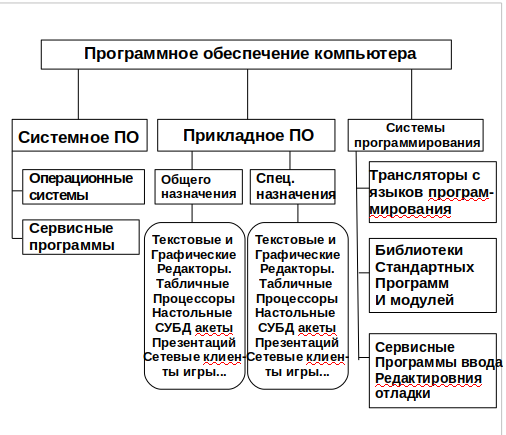 Программное обеспечение компьютера
Системное ПО
Операционные
системы
Сервисные
программы
Прикладное ПО
Общего
назначения
Текстовые и
Графические
Редакторы.
Табличные
Процессоры
Настольные
СУБД акеты
Презентаций
Сетевые клиен-
ты игры...
Спец.
назначения
Текстовые и
Графические
Редакторы.
Табличные
Процессоры
Настольные
СУБД акеты
Презентаций
Сетевые клиен-
ты игры...
Системы
программирования
Трансляторы с
языков програм-
мирования
Библиотеки
Стандартных
Программ
И модулей
Сервисные
Программы ввода
Редактировния
отладки